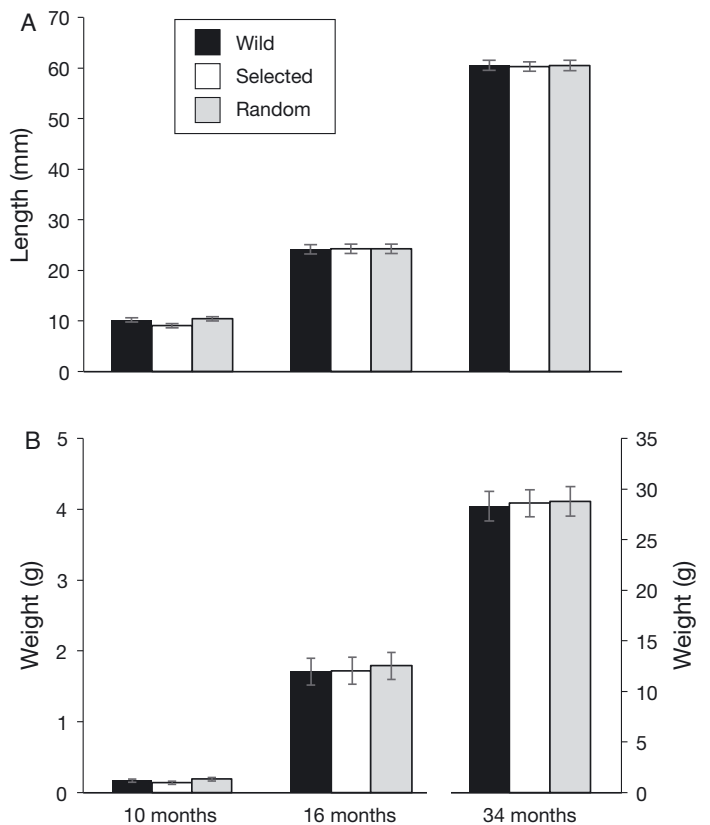 A
70
60
50
40
30
20
10
0
Length (mm)
Wild
Selected
Random
B
5
4
3
2
1
0
Weight (g)
35
30
25
20
15
10
5
0
Weight (g)
10 months
16 months
34 months